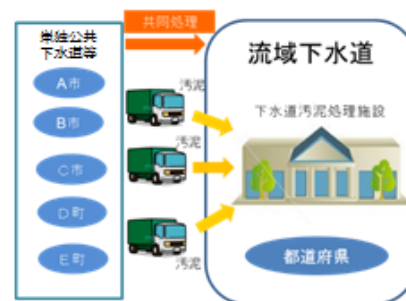 単独公共
下水道等
共同処理
流域下水道
A市
B市
C市
D町
E町
汚泥
汚泥
汚泥
下水道汚泥処理施設
都道府県